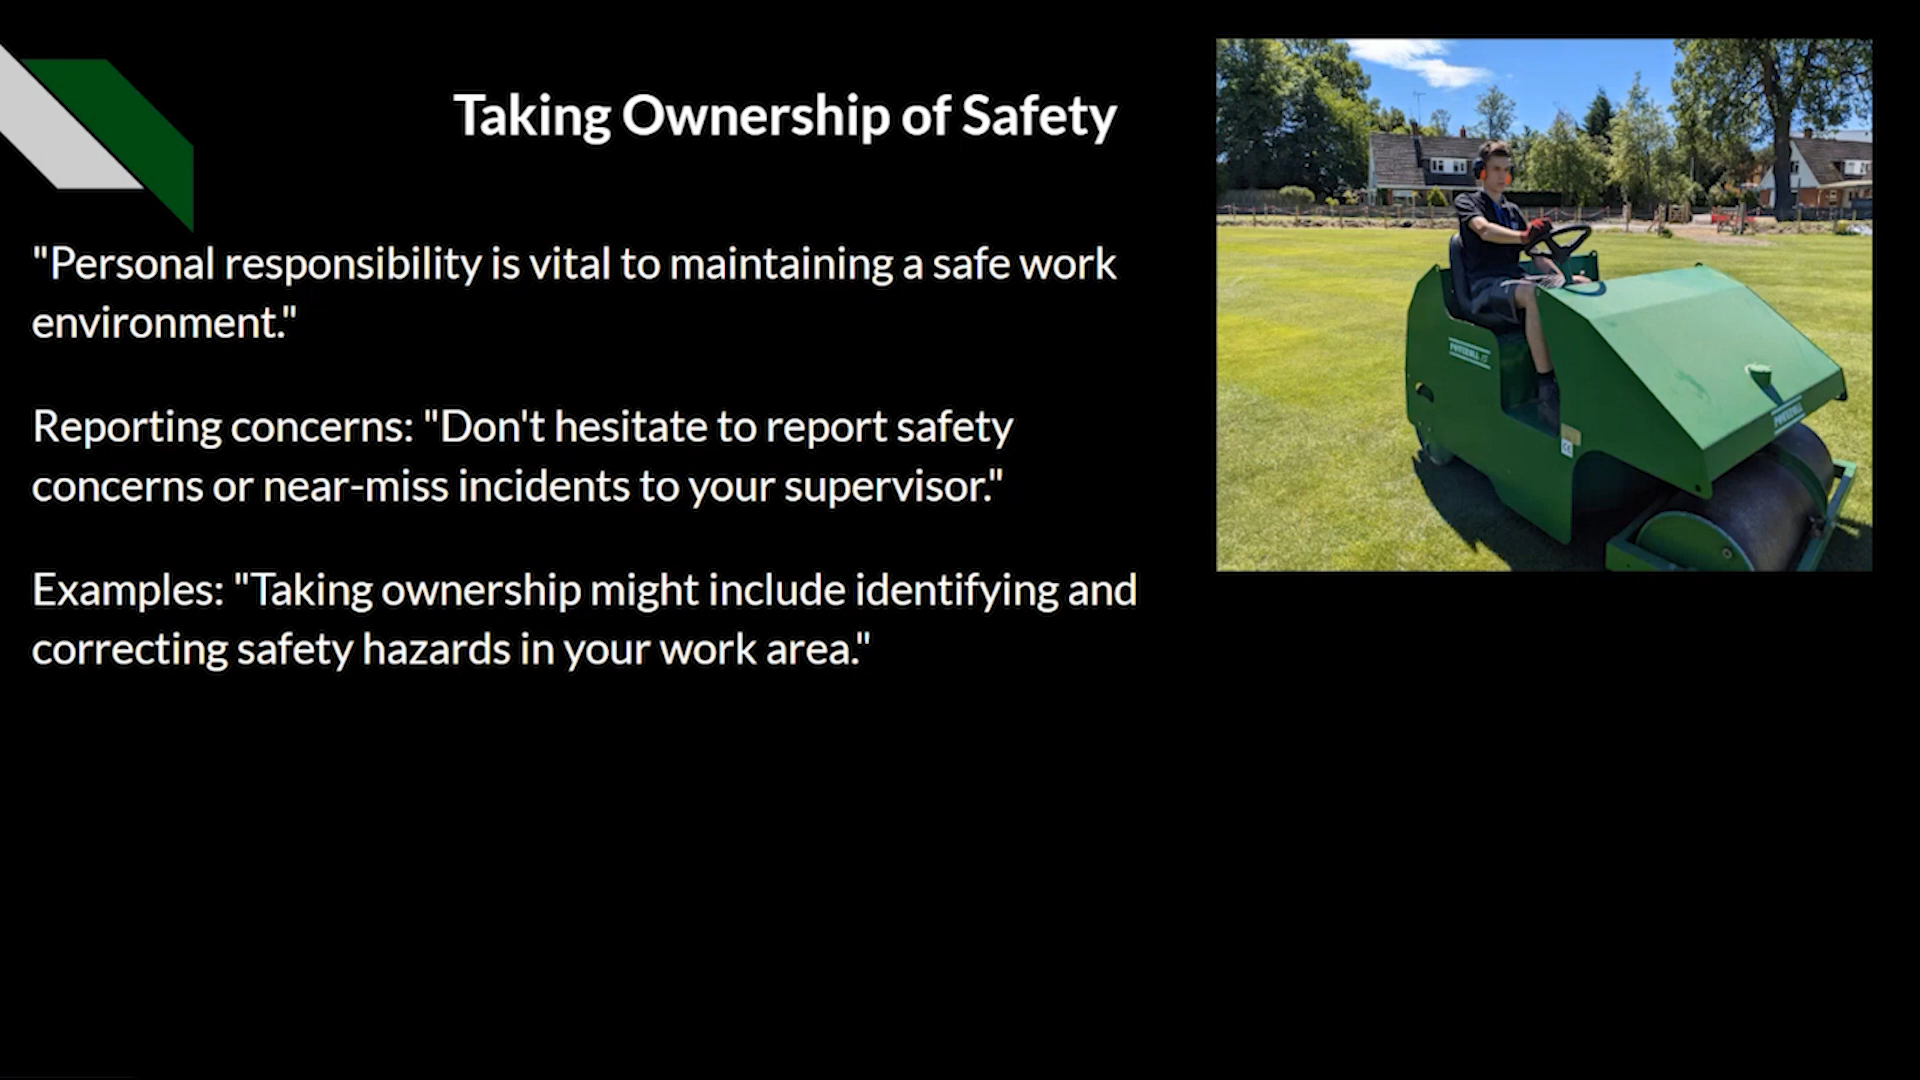 Taking Ownership of Safety
"Personal responsibility is vital to maintaining a safe work
environment."
Reporting concerns: "Don't hesitate to report safety
concerns or near-miss incidents to your supervisor."
Examples: "Taking ownership might include identifying and
correcting safety hazards in your work area."